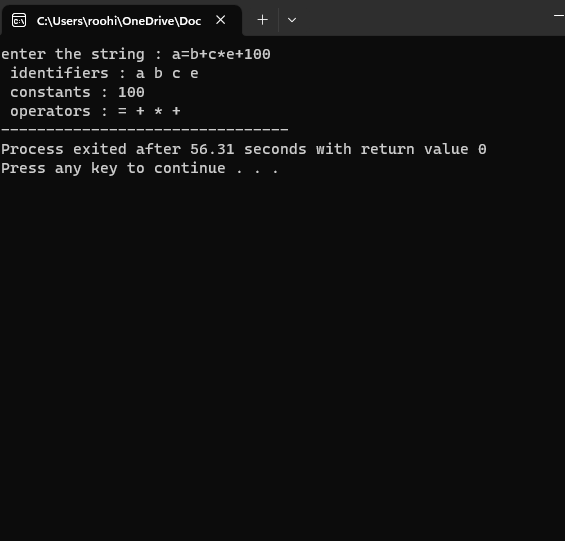 C:\Users\roohi\OneDrive\Doc
enter the string : a=b+c*e+100
identifiers : a b c e
constants : 100
operators : = + * +
--------------------------------
Process exited after 56.31 seconds with return value 0
Press any key to continue . . .